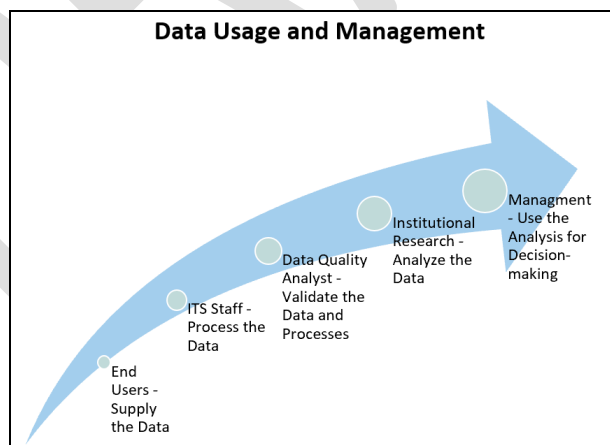 Data Usage and Management
End
Users -
Supply
the Data
ITS Staff -
Process the
Data
Data Quality
Analyst -
Validate the
Data and
Processes
Institutional
Research -
Analyze the
Data
Managment
- Use the
Analysis for
Decision-
making